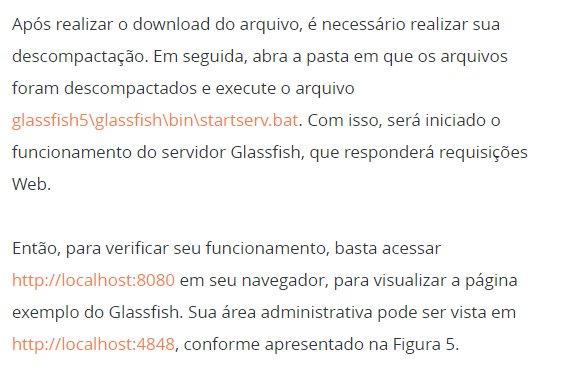 Após realizar o download do arquivo, é necessário realizar sua
descompactação. Em seguida, abra a pasta em que os arquivos
foram descompactados e execute o arquivo
glassfish5\glassfish\bin\startserv.bat. Com isso, será iniciado o
funcionamento do servidor Glassfish, que responderá requisições
Web.
Então, para verificar seu funcionamento, basta acessar
http://localhost:8080 em seu navegador, para visualizar a página
exemplo do Glassfish. Sua área administrativa pode ser vista em
http://localhost:4848, conforme apresentado na Figura 5.